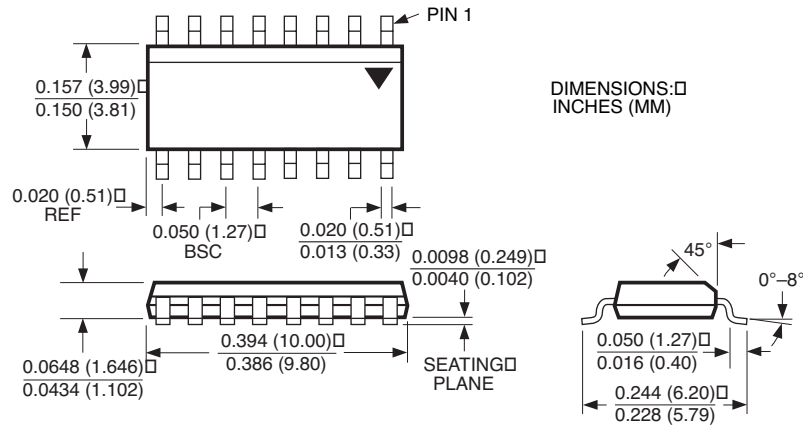 PIN 1
0.157 (3.99)□
0.150 (3.81)
DIMENSIONS:□
INCHES (MM)
0.020 (0.51)□
REF
0.050 (1.27)□
BSC
0.020 (0.51)□
0.013 (0.33)
0.0098 (0.249)□
0.0040 (0.102)
45°
0°–8°
0.0648 (1.646)□
0.0434 (1.102)
0.394 (10.00)□
0.386 (9.80)
SEATING□
PLANE
0.050 (1.27)□
0.016 (0.40)
0.244 (6.20)□
0.228 (5.79)